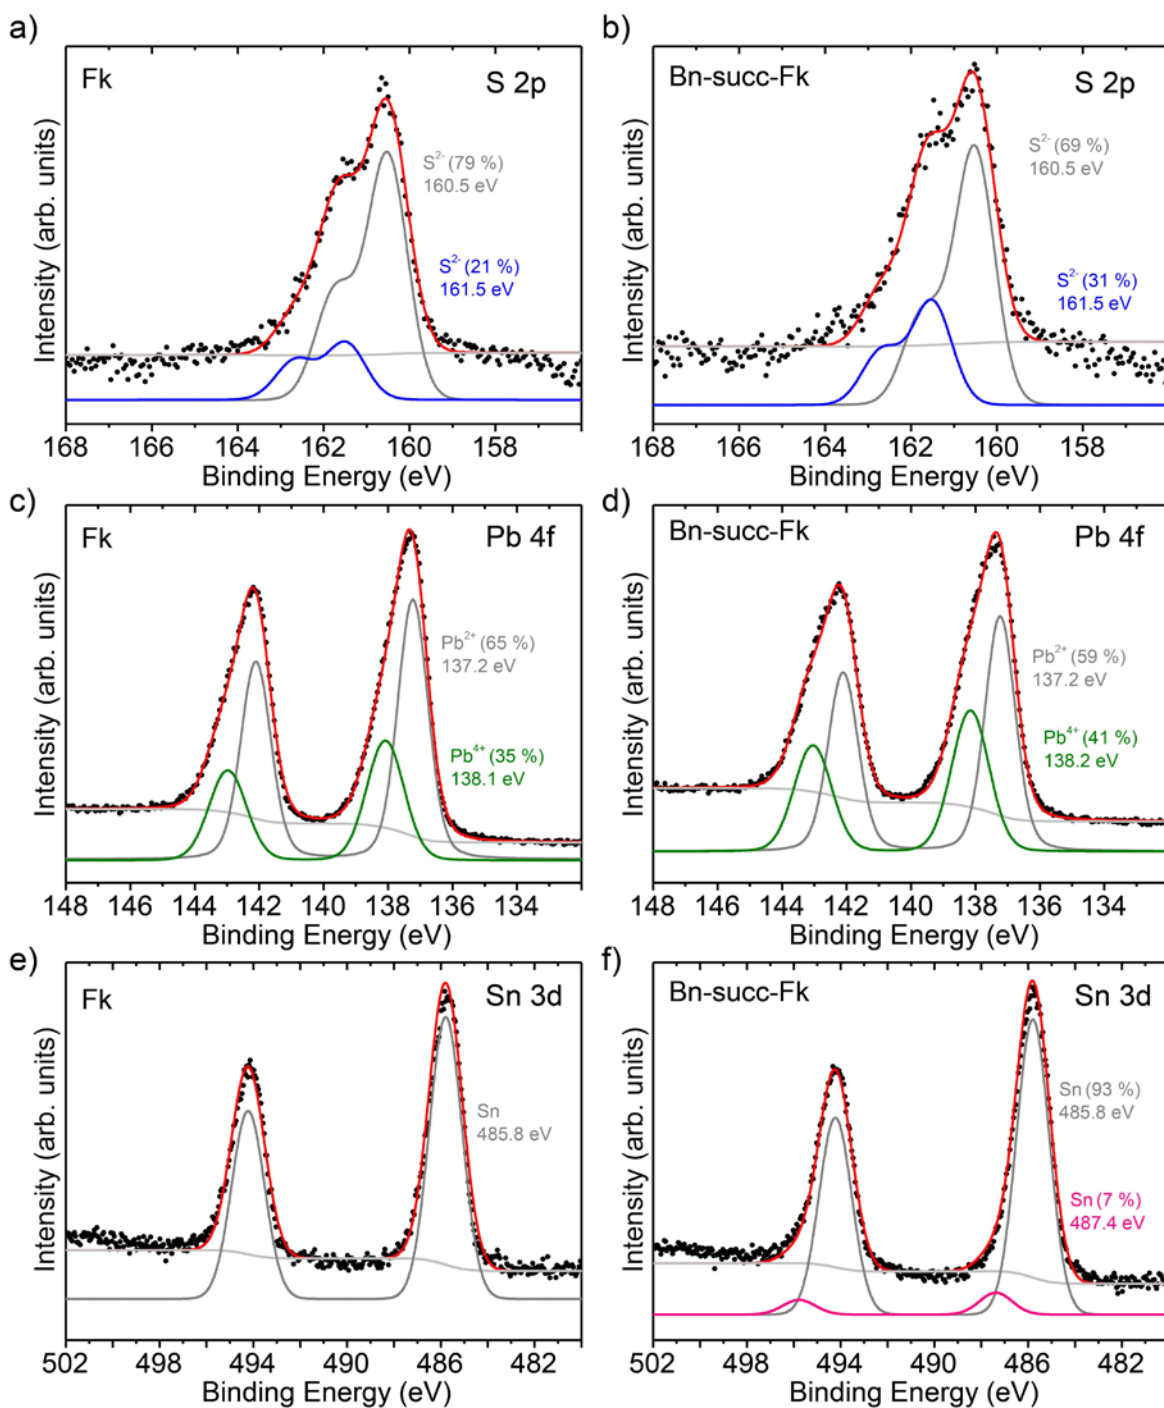 a)
Fk
S 2p
S²⁻ (79 %)
160.5 eV
S²⁻ (21 %)
161.5 eV
Intensity (arb. units)
168 166 164 162 160 158
Binding Energy (eV)
b)
Bn-succ-Fk
S 2p
S²⁻ (69 %)
160.5 eV
S²⁻ (31 %)
161.5 eV
Intensity (arb. units)
168 166 164 162 160 158
Binding Energy (eV)
c)
Fk
Pb 4f
Pb²⁺ (65 %)
137.2 eV
Pb⁴⁺ (35 %)
138.1 eV
Intensity (arb. units)
148 146 144 142 140 138 136 134
Binding Energy (eV)
d)
Bn-succ-Fk
Pb 4f
Pb²⁺ (59 %)
137.2 eV
Pb⁴⁺ (41 %)
138.2 eV
Intensity (arb. units)
148 146 144 142 140 138 136 134
Binding Energy (eV)
e)
Fk
Sn 3d
Sn
485.8 eV
Intensity (arb. units)
502 498 494 490 486 482
Binding Energy (eV)
f)
Bn-succ-Fk
Sn 3d
Sn (93 %)
485.8 eV
Sn (7 %)
487.4 eV
Intensity (arb. units)
502 498 494 490 486 482
Binding Energy (eV)